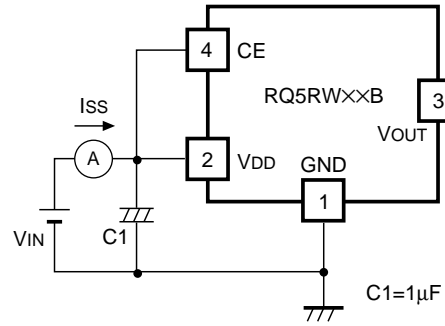 4
CE
RQ5RW××B
3
ISS
VOUT
A
2
VDD
GND
1
VIN
C1
C1=1μF